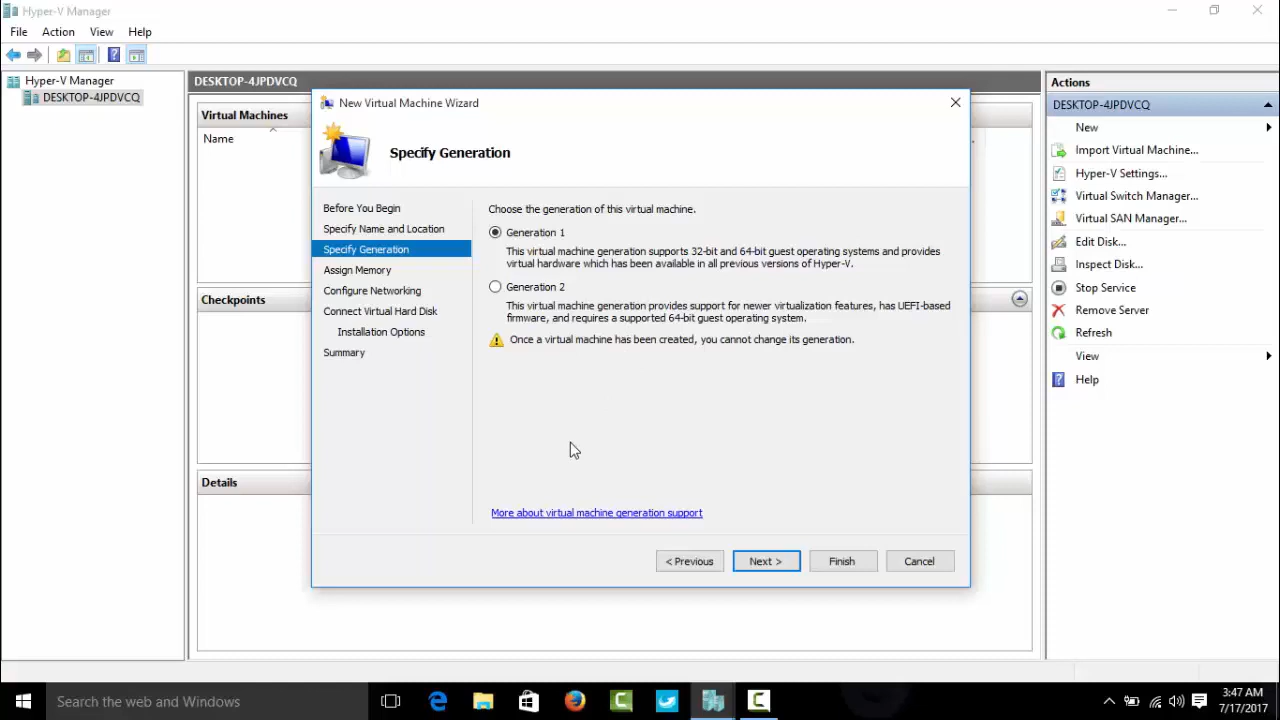 Hyper-V Manager
File Action View Help
Hyper-V Manager
DESKTOP-4JPDVCQ
DESKTOP-4JPDVCQ
Virtual Machines
Name
Checkpoints
Details
New Virtual Machine Wizard
Specify Generation
Before You Begin
Specify Name and Location
Specify Generation
Assign Memory
Configure Networking
Connect Virtual Hard Disk
Installation Options
Summary
Choose the generation of this virtual machine.
Generation 1
This virtual machine generation supports 32-bit and 64-bit guest operating systems and provides
virtual hardware which has been available in all previous versions of Hyper-V.
Generation 2
This virtual machine generation provides support for newer virtualization features, has UEFI-based
firmware, and requires a supported 64-bit guest operating system.
Once a virtual machine has been created, you cannot change its generation.
More about virtual machine generation support
< Previous Next > Finish Cancel
Actions
DESKTOP-4JPDVCQ
New
Import Virtual Machine...
Hyper-V Settings...
Virtual Switch Manager...
Virtual SAN Manager...
Edit Disk...
Inspect Disk...
Stop Service
Remove Server
Refresh
View
Help
Search the web and Windows
3:47 AM
7/17/2017